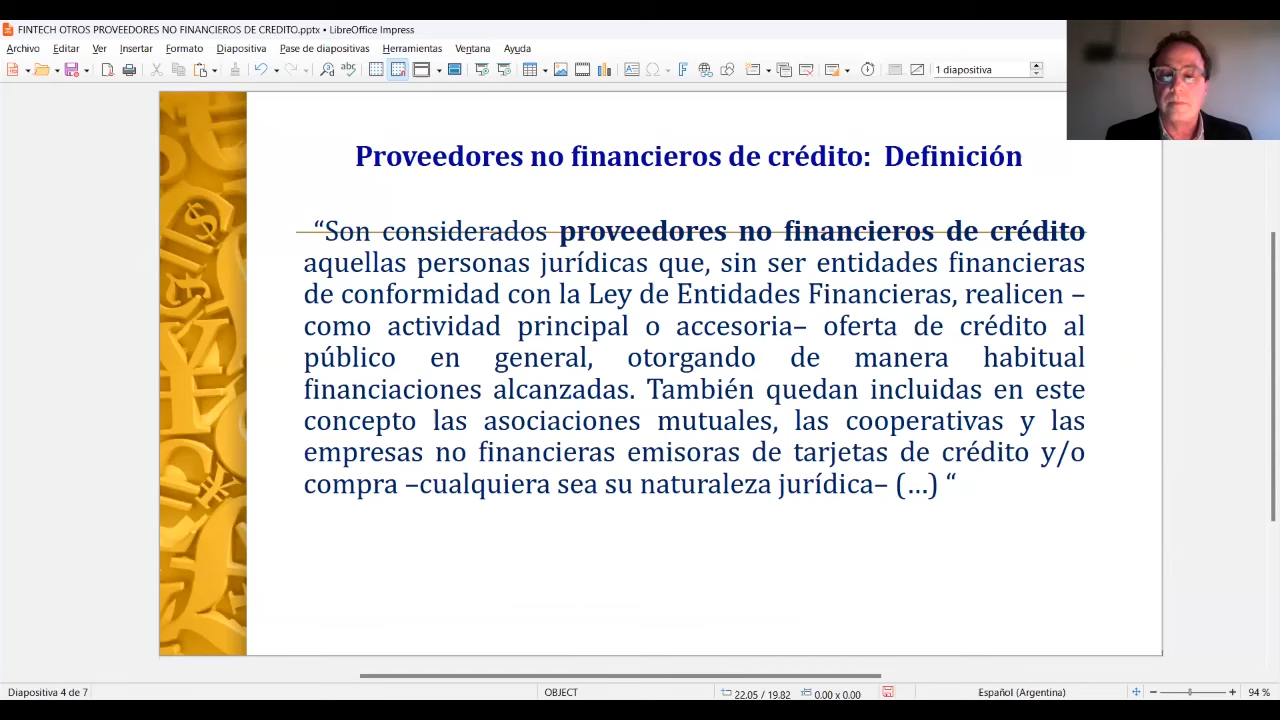 FINTECH OTROS PROVEEDORES NO FINANCIEROS DE CREDITO.pptx • LibreOffice Impress
Archivo Editar Ver Insertar Formato Diapositiva Pase de diapositivas Herramientas Ventana Ayuda
1 diapositiva
Proveedores no financieros de crédito: Definición
“Son considerados proveedores no financieros de crédito
aquellas personas jurídicas que, sin ser entidades financieras
de conformidad con la Ley de Entidades Financieras, realicen –
como actividad principal o accesoria– oferta de crédito al
público en general, otorgando de manera habitual
financiaciones alcanzadas. También quedan incluidas en este
concepto las asociaciones mutuales, las cooperativas y las
empresas no financieras emisoras de tarjetas de crédito y/o
compra –cualquiera sea su naturaleza jurídica– (…) “
Diapositiva 4 de 7 OBJECT 22.05 / 19.82 0.00 x 0.00 Español (Argentina) 94 %